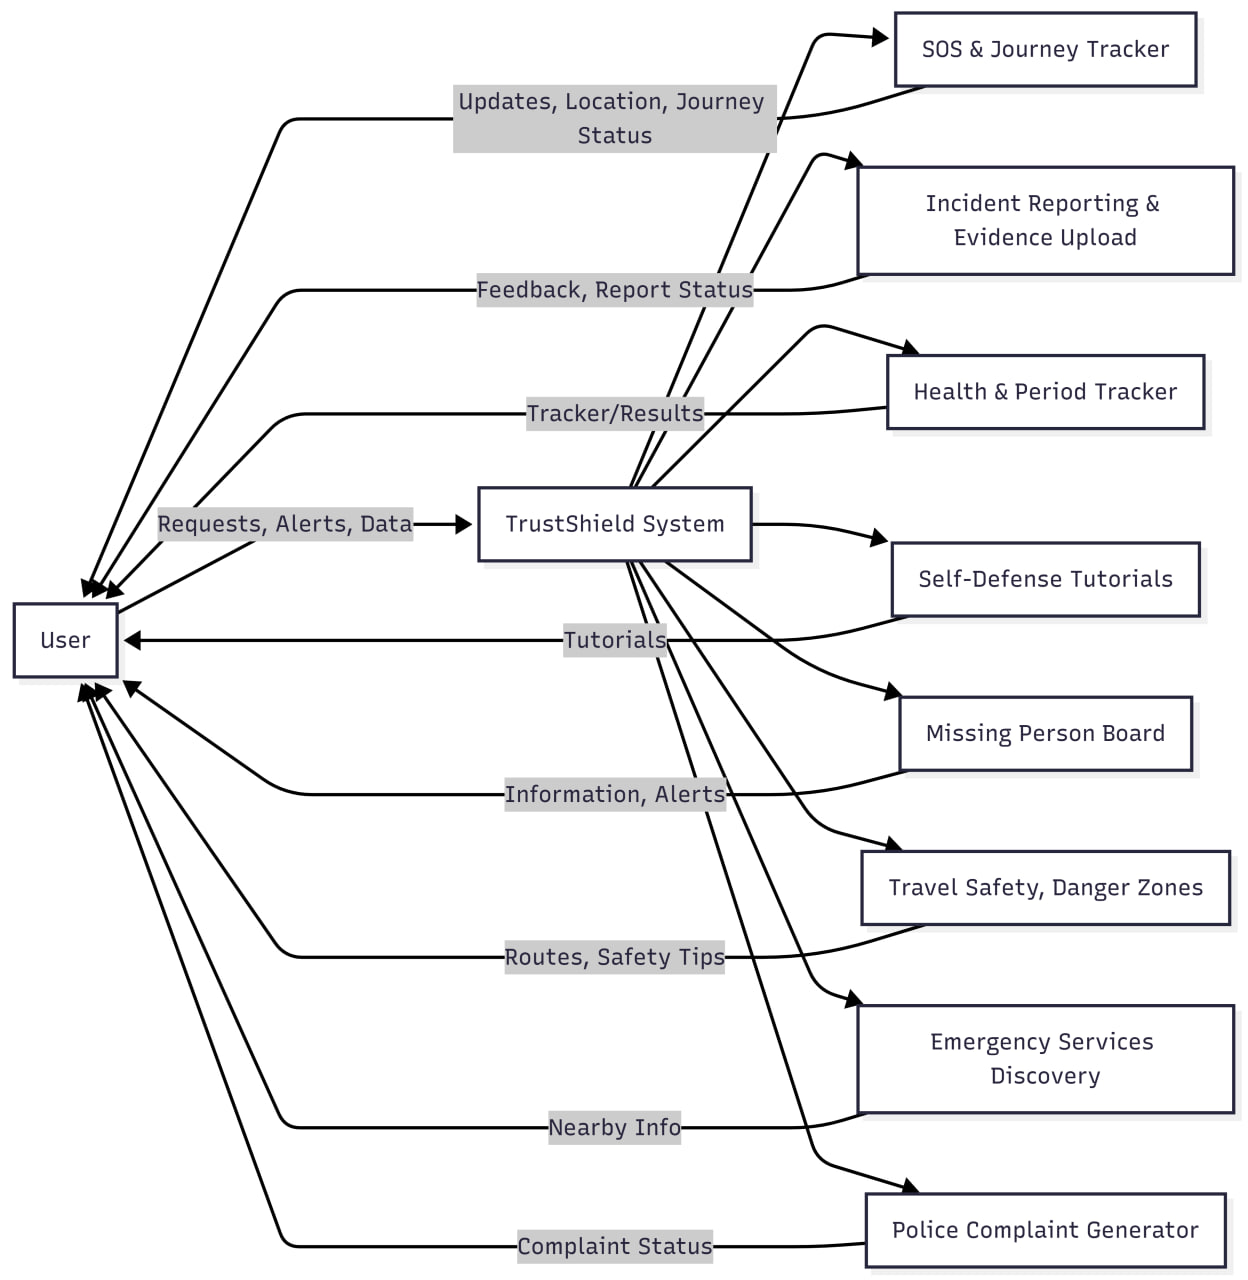 SOS & Journey Tracker
Updates, Location, Journey
Status
Incident Reporting &
Evidence Upload
Feedback, Report Status
Health & Period Tracker
Tracker/Results
Requests, Alerts, Data
TrustShield System
Self-Defense Tutorials
User
Tutorials
Missing Person Board
Information, Alerts
Travel Safety, Danger Zones
Routes, Safety Tips
Emergency Services
Discovery
Nearby Info
Police Complaint Generator
Complaint Status